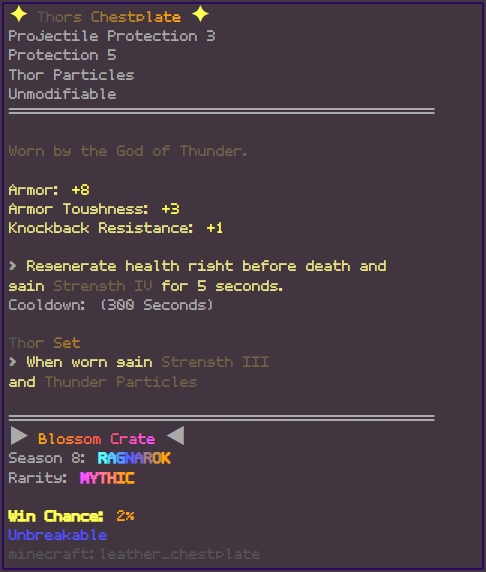 ✦ Thors Chestplate ✦
Projectile Protection 3
Protection 5
Thor Particles
Unmodifiable
Worn by the God of Thunder.
Armor: +8
Armor Toughness: +3
Knockback Resistance: +1
> Regenerate health right before death and
gain Strength IV for 5 seconds.
Cooldown: (300 Seconds)
Thor Set
> When worn gain Strength III
and Thunder Particles
▶ Blossom Crate ◀
Season 8: RAGNAROK
Rarity: MYTHIC
Win Chance: 2%
Unbreakable
minecraft:leather_chestplate